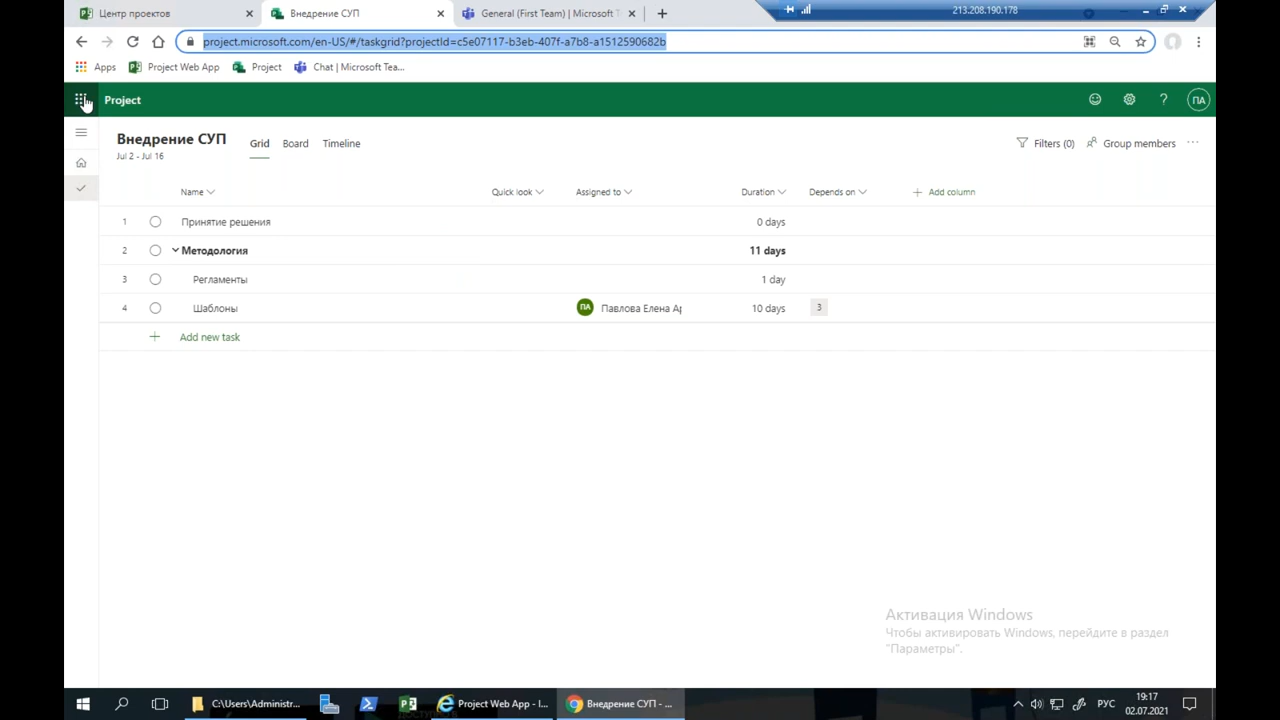 Центр проектов
Внедрение СУП
General (First Team) | Microsoft T
213.208.190.178
project.microsoft.com/en-US/#/taskgrid?projectId=c5e07117-b3eb-407f-a7b8-a1512590682b
Apps
Project Web App
Project
Chat | Microsoft Tea...
Project
ПА
Внедрение СУП
Jul 2 - Jul 16
Grid
Board
Timeline
Filters (0)
Group members
Name
Quick look
Assigned to
Duration
Depends on
Add column
1
Принятие решения
0 days
2
Методология
11 days
3
Регламенты
1 day
4
Шаблоны
ПА
Павлова Елена Ар
10 days
3
Add new task
Активация Windows
Чтобы активировать Windows, перейдите в раздел
"Параметры".
C:\Users\Administr...
Project Web App - I...
Внедрение СУП - ...
РУС
19:17
02.07.2021